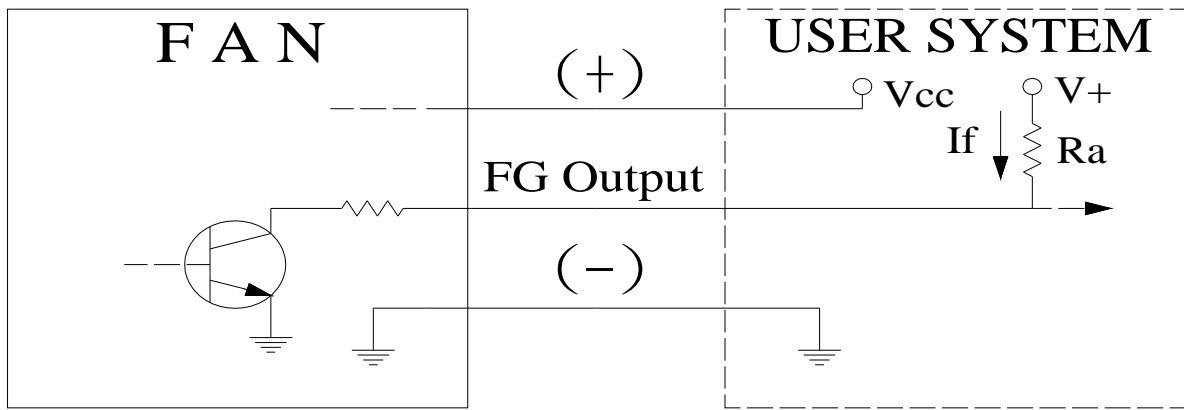 F A N
USER SYSTEM
(+)
Vcc
V+
If
Ra
FG Output
(-)